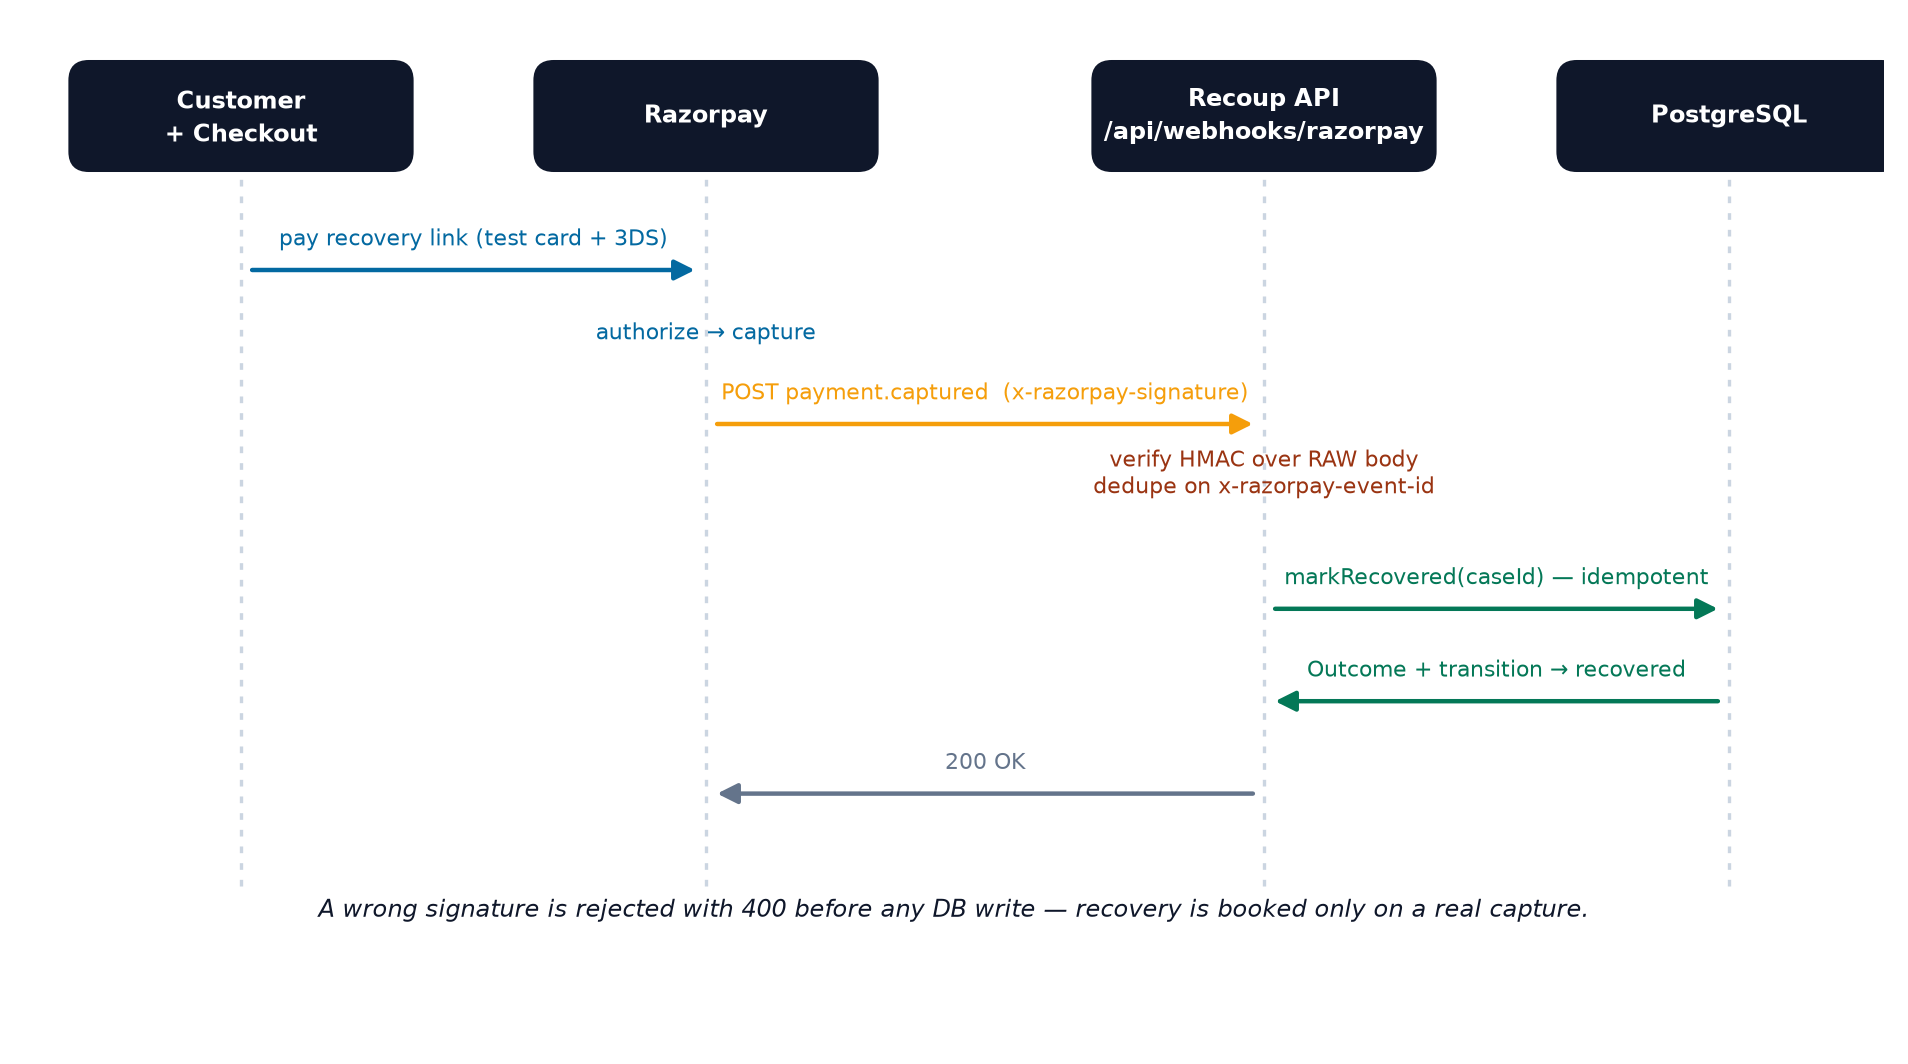 Customer
+ Checkout
Razorpay
Recoup API
/api/webhooks/razorpay
PostgreSQL
pay recovery link (test card + 3DS)
authorize → capture
POST payment.captured  (x-razorpay-signature)
verify HMAC over RAW body
dedupe on x-razorpay-event-id
markRecovered(caseId) — idempotent
Outcome + transition → recovered
200 OK
A wrong signature is rejected with 400 before any DB write — recovery is booked only on a real capture.